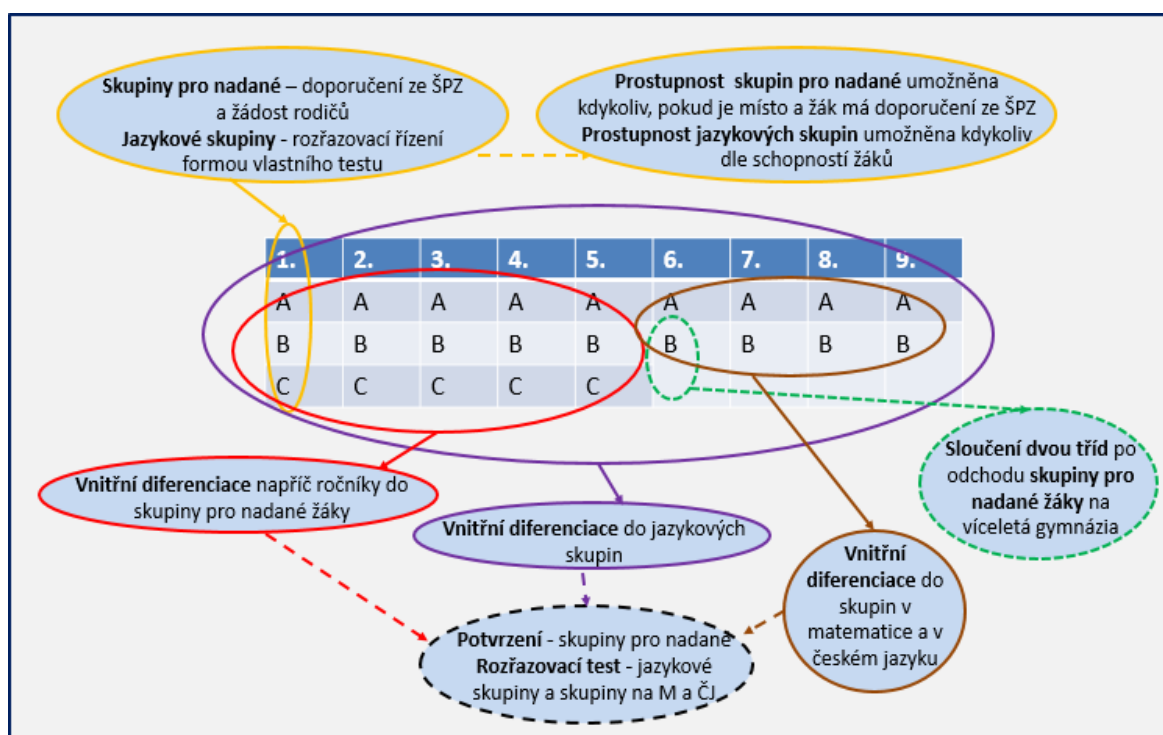 Skupiny pro nadané – doporučení ze ŠPZ
a žádost rodičů
Jazykové skupiny - rozřazovací řízení
formou vlastního testu
Prostupnost skupin pro nadané umožněna
kdykoliv, pokud je místo a žák má doporučení ze ŠPZ
Prostupnost jazykových skupin umožněna kdykoliv
dle schopností žáků
1. 2. 3. 4. 5. 6. 7. 8. 9.
A A A A A A A A A
B B B B B B B B B
C C C C C
Vnitřní diferenciace napříč ročníky do
skupiny pro nadané žáky
Vnitřní diferenciace do jazykových
skupin
Sloučení dvou tříd po
odchodu skupiny pro
nadané žáky na
víceletá gymnázia
Vnitřní
diferenciace do
skupin v
matematice a v
českém jazyku
Potvrzení - skupiny pro nadané
Rozřazovací test - jazykové
skupiny a skupiny na M a ČJ